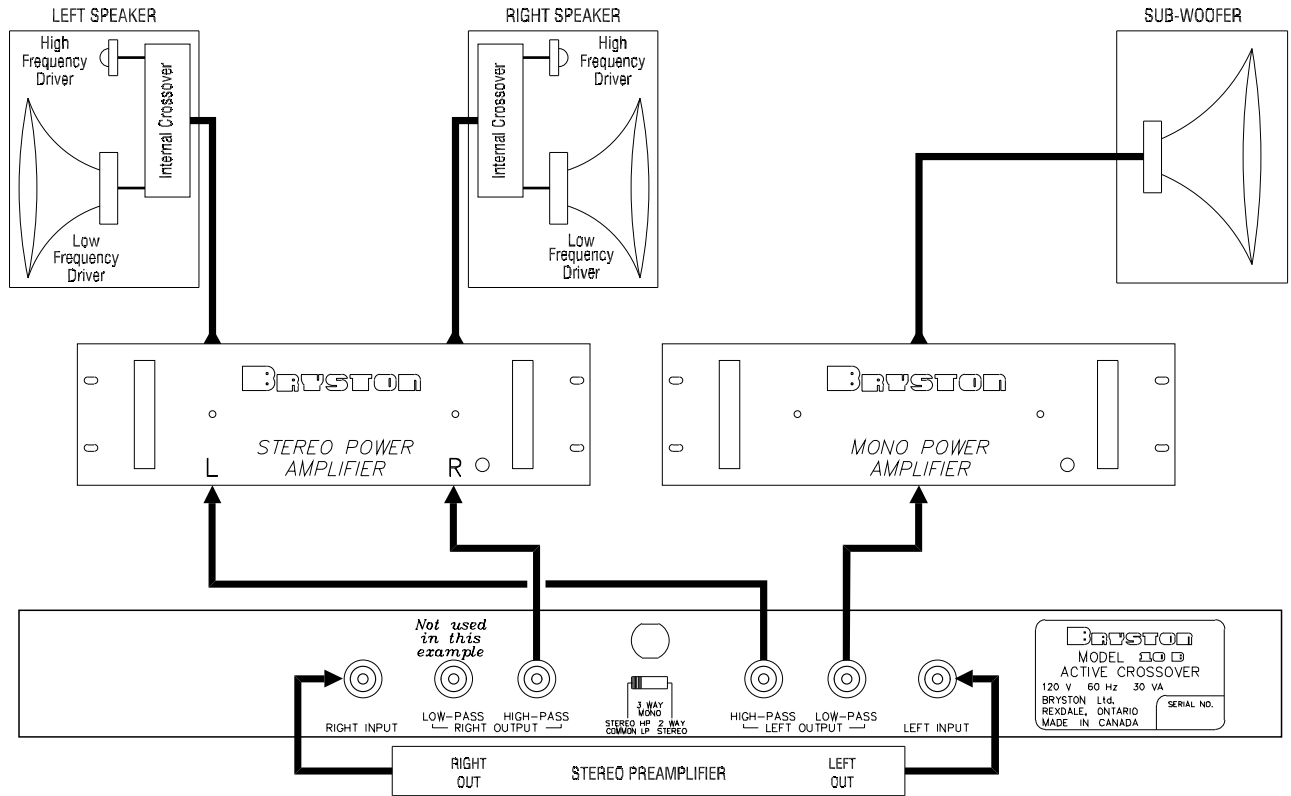 LEFT SPEAKER
RIGHT SPEAKER
SUB-WOOFER
High
Frequency
Driver
Internal Crossover
Low
Frequency
Driver
Internal Crossover
High
Frequency
Driver
Low
Frequency
Driver
BRYSTON
STEREO POWER
AMPLIFIER
L
R
BRYSTON
MONO POWER
AMPLIFIER
Not used
in this
example
RIGHT INPUT
LOW-PASS HIGH-PASS
RIGHT OUTPUT
3 WAY
MONO
STEREO HP 2 WAY
COMMON LP STEREO
HIGH-PASS LOW-PASS
LEFT OUTPUT
LEFT INPUT
BRYSTON
MODEL 10 B
ACTIVE CROSSOVER
120 V 60 Hz 30 VA
BRYSTON Ltd.
REXDALE, ONTARIO
MADE IN CANADA
SERIAL NO.
RIGHT
OUT
STEREO PREAMPLIFIER
LEFT
OUT